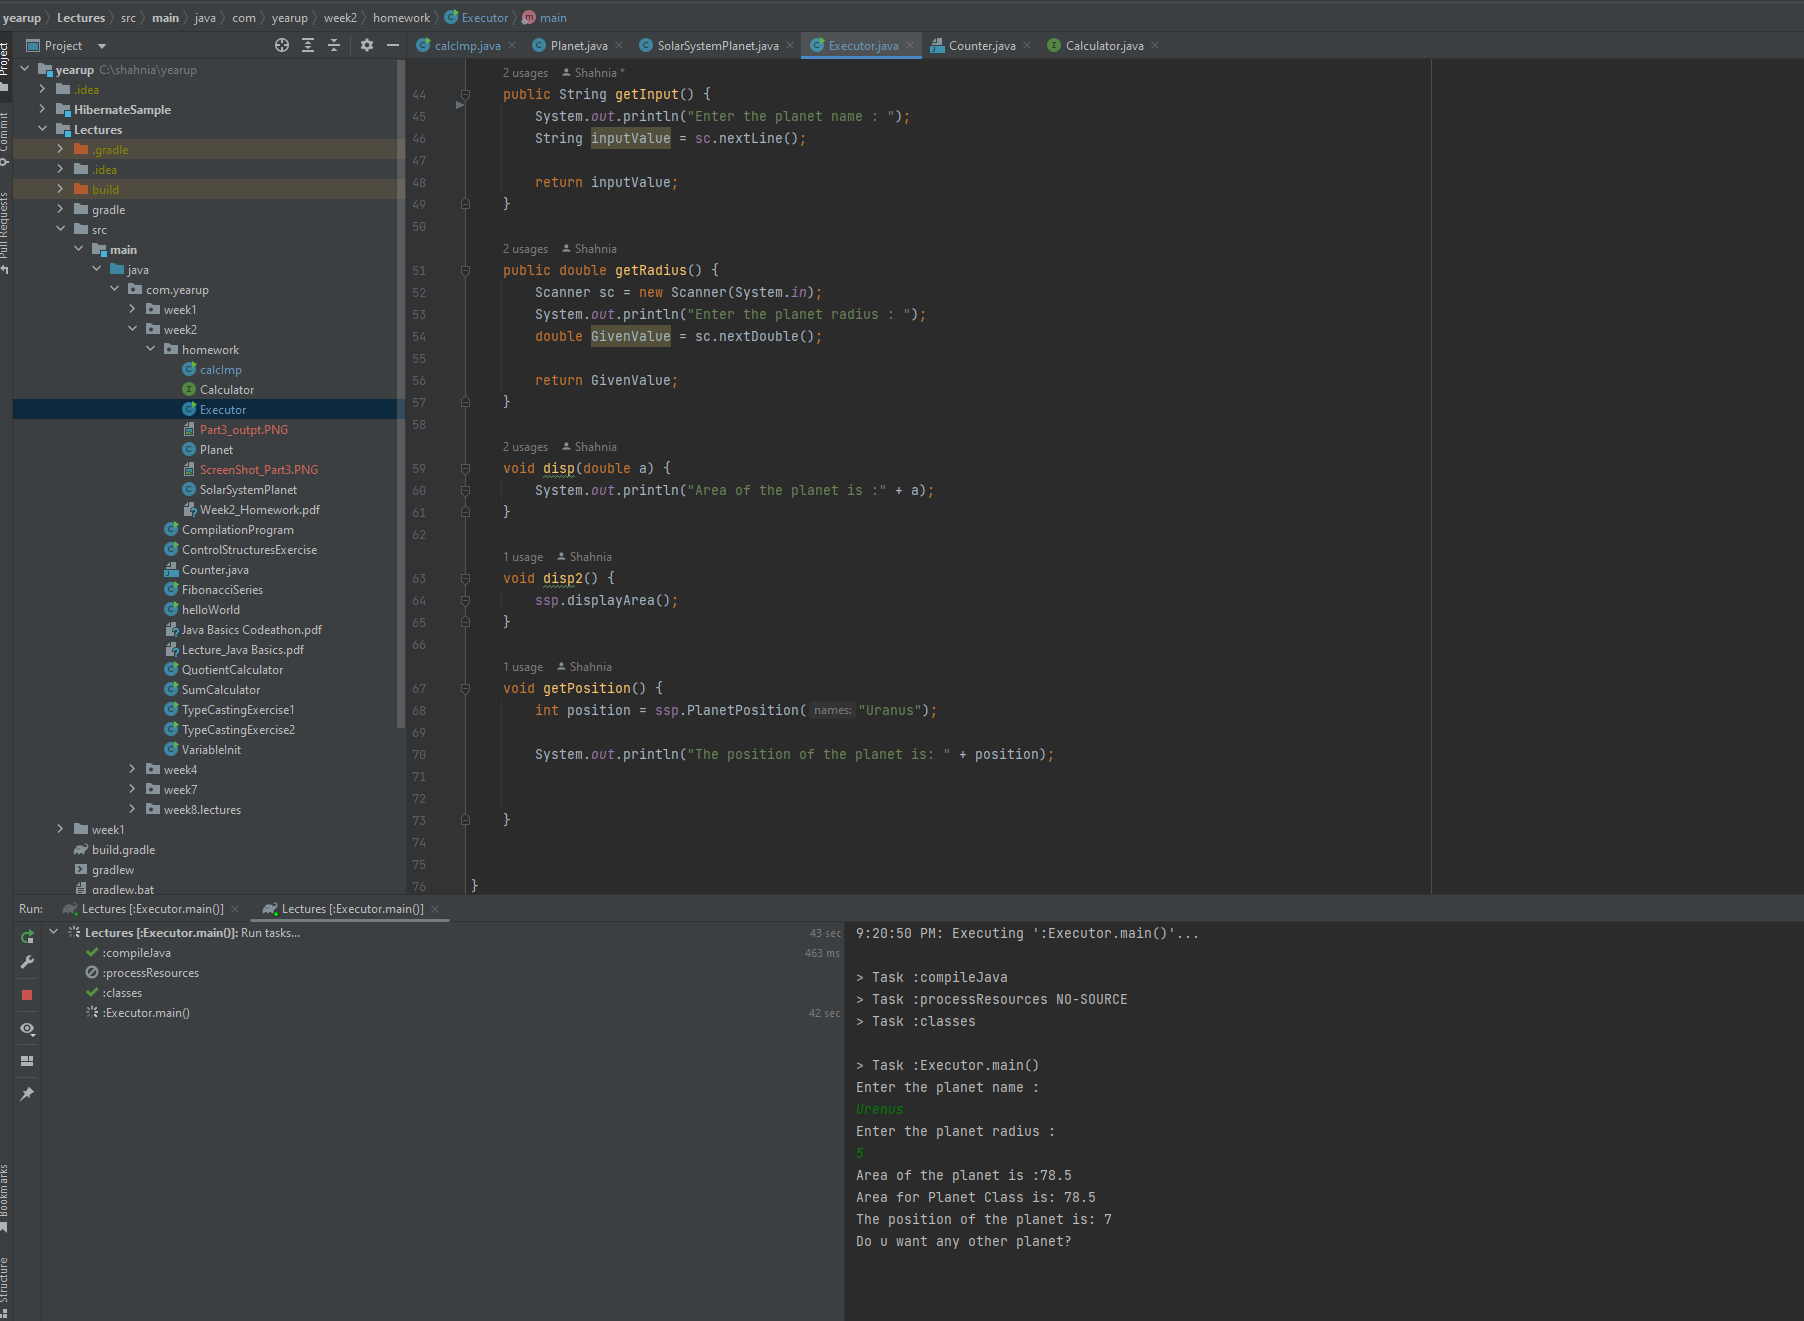 yearup Lectures src main java com yearup week2 homework Executor main
Project
calcImp.java Planet.java SolarSystemPlanet.java Executor.java Counter.java Calculator.java
Project
Commit
Pull Requests
Bookmarks
Structure
yearup C:\shahnia\yearup
.idea
HibernateSample
Lectures
.gradle
.idea
build
gradle
src
main
java
com.yearup
week1
week2
homework
calcImp
Calculator
Executor
Part3_outpt.PNG
Planet
ScreenShot_Part3.PNG
SolarSystemPlanet
Week2_Homework.pdf
CompilationProgram
ControlStructuresExercise
Counter.java
FibonacciSeries
helloWorld
Java Basics Codeathon.pdf
Lecture_Java Basics.pdf
QuotientCalculator
SumCalculator
TypeCastingExercise1
TypeCastingExercise2
VariableInit
week4
week7
week8.lectures
week1
build.gradle
gradlew
gradlew.bat
2 usages Shahnia *
44 public String getInput() {
45 System.out.println("Enter the planet name : ");
46 String inputValue = sc.nextLine();
47
48 return inputValue;
49 }
50
2 usages Shahnia
51 public double getRadius() {
52 Scanner sc = new Scanner(System.in);
53 System.out.println("Enter the planet radius : ");
54 double GivenValue = sc.nextDouble();
55
56 return GivenValue;
57 }
58
2 usages Shahnia
59 void disp(double a) {
60 System.out.println("Area of the planet is :" + a);
61 }
62
1 usage Shahnia
63 void disp2() {
64 ssp.displayArea();
65 }
66
1 usage Shahnia
67 void getPosition() {
68 int position = ssp.PlanetPosition( names: "Uranus");
69
70 System.out.println("The position of the planet is: " + position);
71
72
73 }
74
75
76 }
Run: Lectures [:Executor.main()] Lectures [:Executor.main()]
Lectures [:Executor.main()]: Run tasks... 43 sec
:compileJava 463 ms
:processResources
:classes
:Executor.main() 42 sec
9:20:50 PM: Executing ':Executor.main()'...
> Task :compileJava
> Task :processResources NO-SOURCE
> Task :classes
> Task :Executor.main()
Enter the planet name :
Urenus
Enter the planet radius :
5
Area of the planet is :78.5
Area for Planet Class is: 78.5
The position of the planet is: 7
Do u want any other planet?